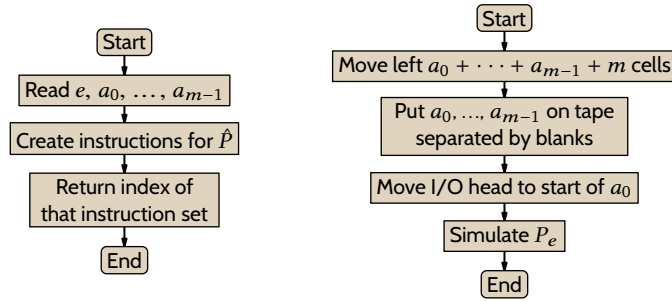 Start
Read e, a₀, …, aₘ₋₁
Create instructions for P̂
Return index of
that instruction set
End
Start
Move left a₀ + ⋯ + aₘ₋₁ + m cells
Put a₀, …, aₘ₋₁ on tape
separated by blanks
Move I/O head to start of a₀
Simulate Pₑ
End